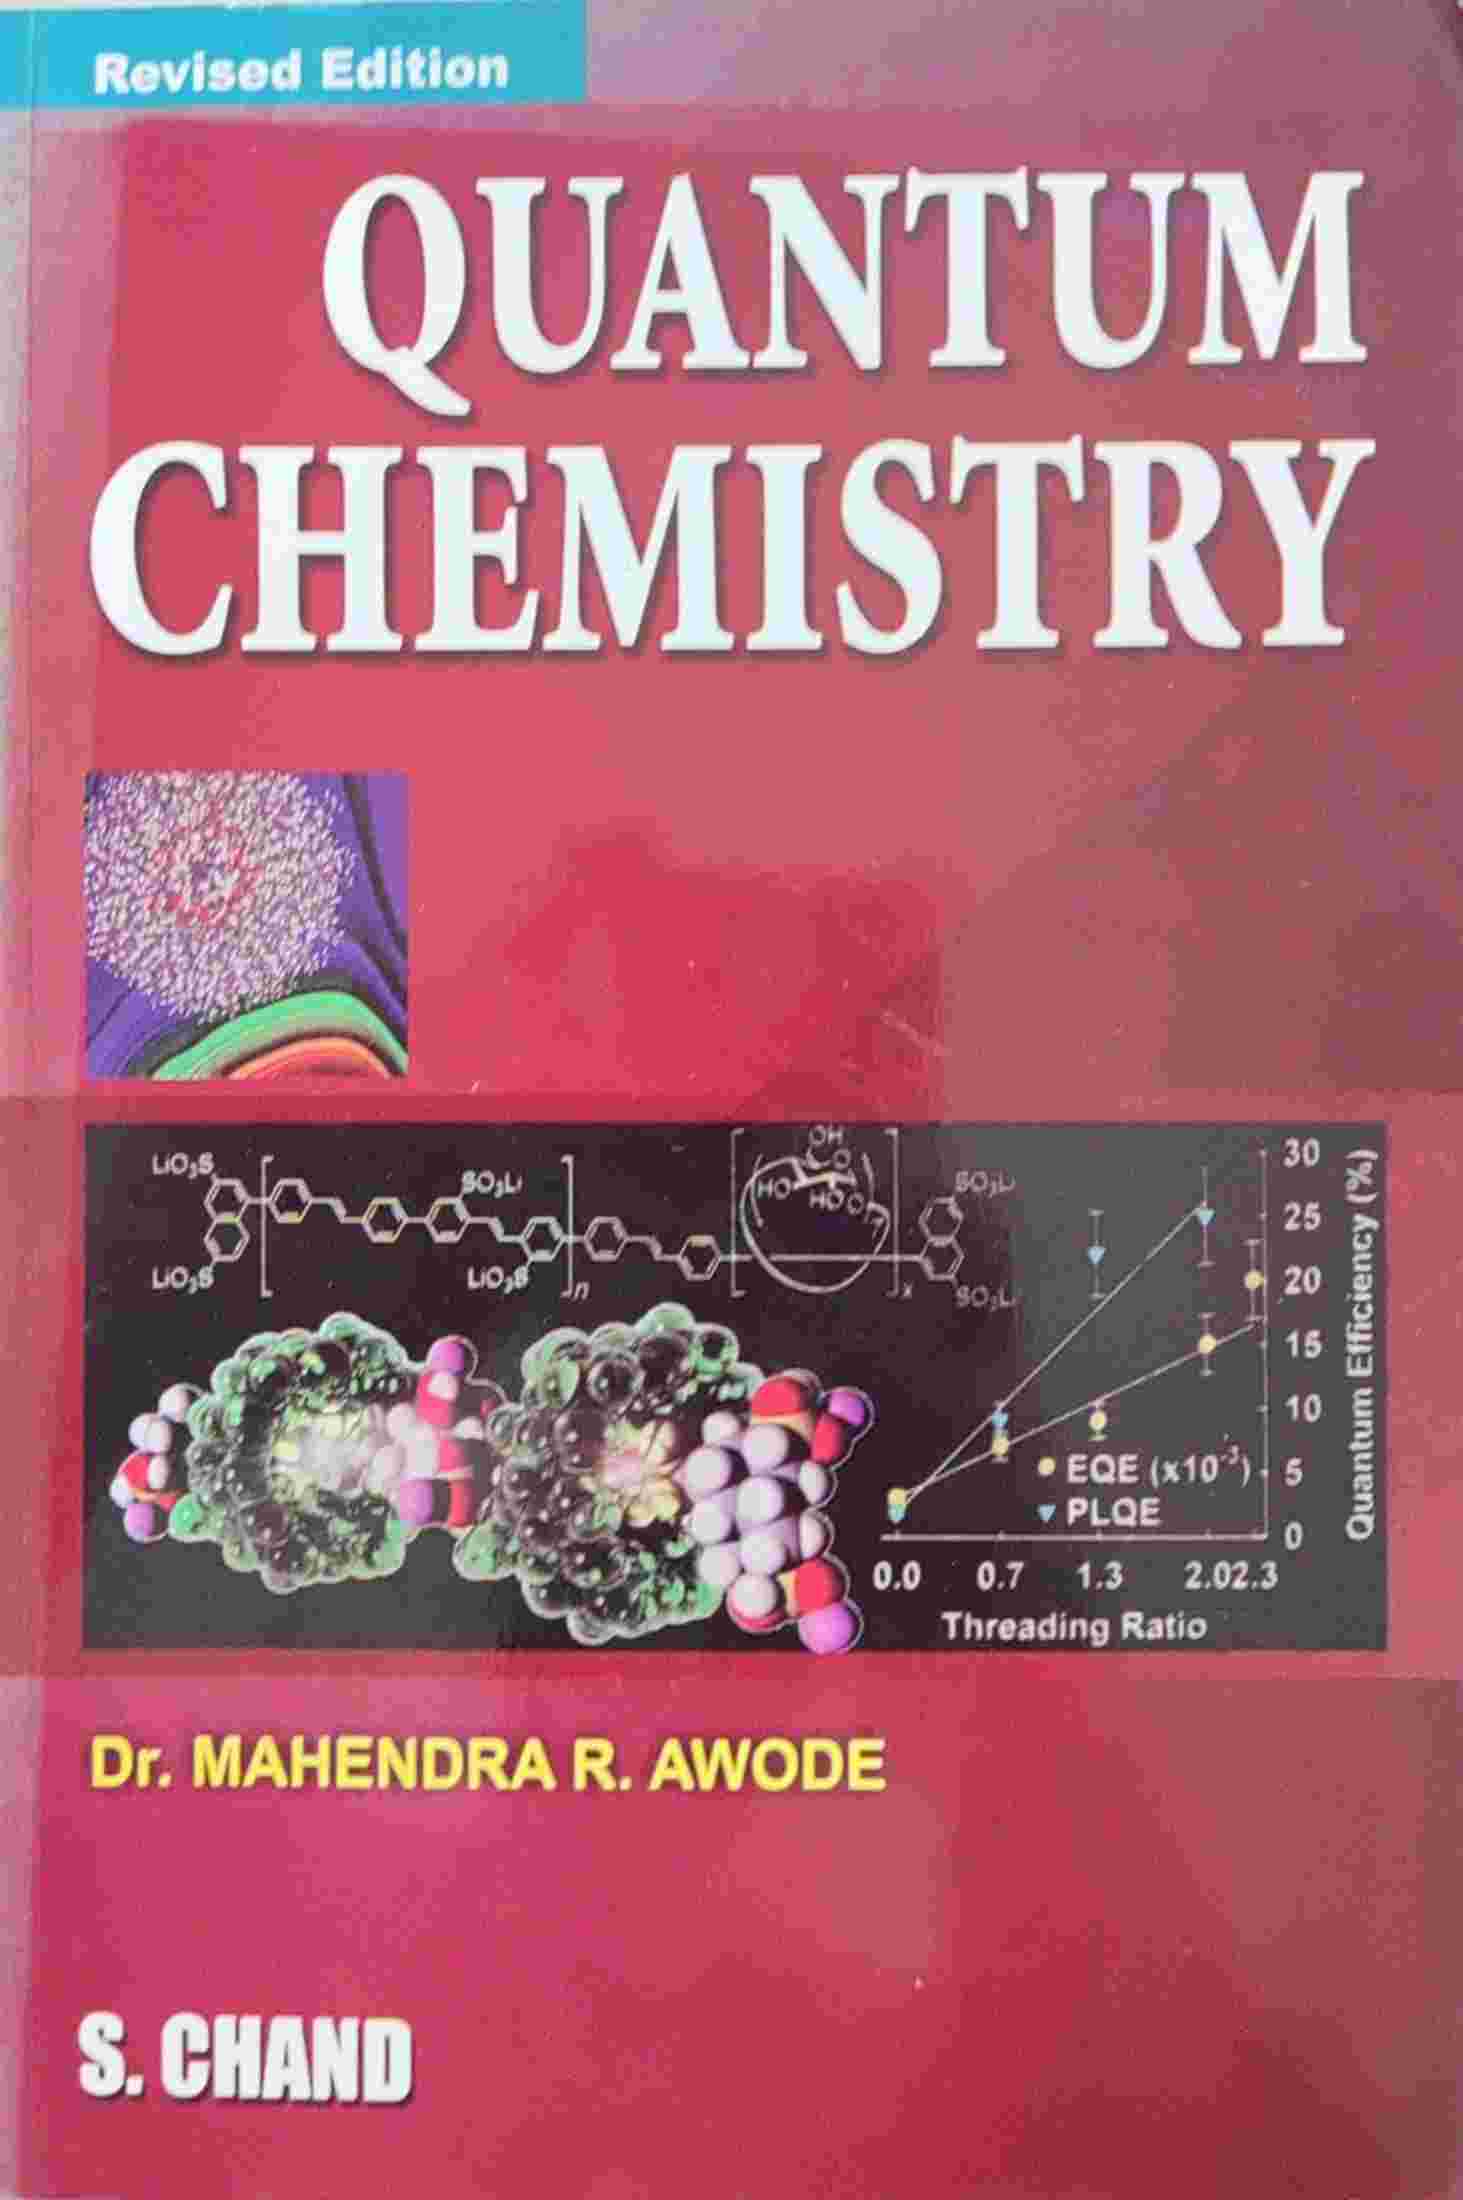 Revised Edition
QUANTUM
CHEMISTRY
LiO₃S
SO₃Li
LiO₃S
LiO₃S
n
OH
O
HO
HO O
x
SO₃Li
SO₃Li
30
25
20
15
10
5
0
Quantum Efficiency (%)
EQE (x10⁻³)
PLQE
0.0 0.7 1.3 2.02.3
Threading Ratio
Dr. MAHENDRA R. AWODE
S. CHAND